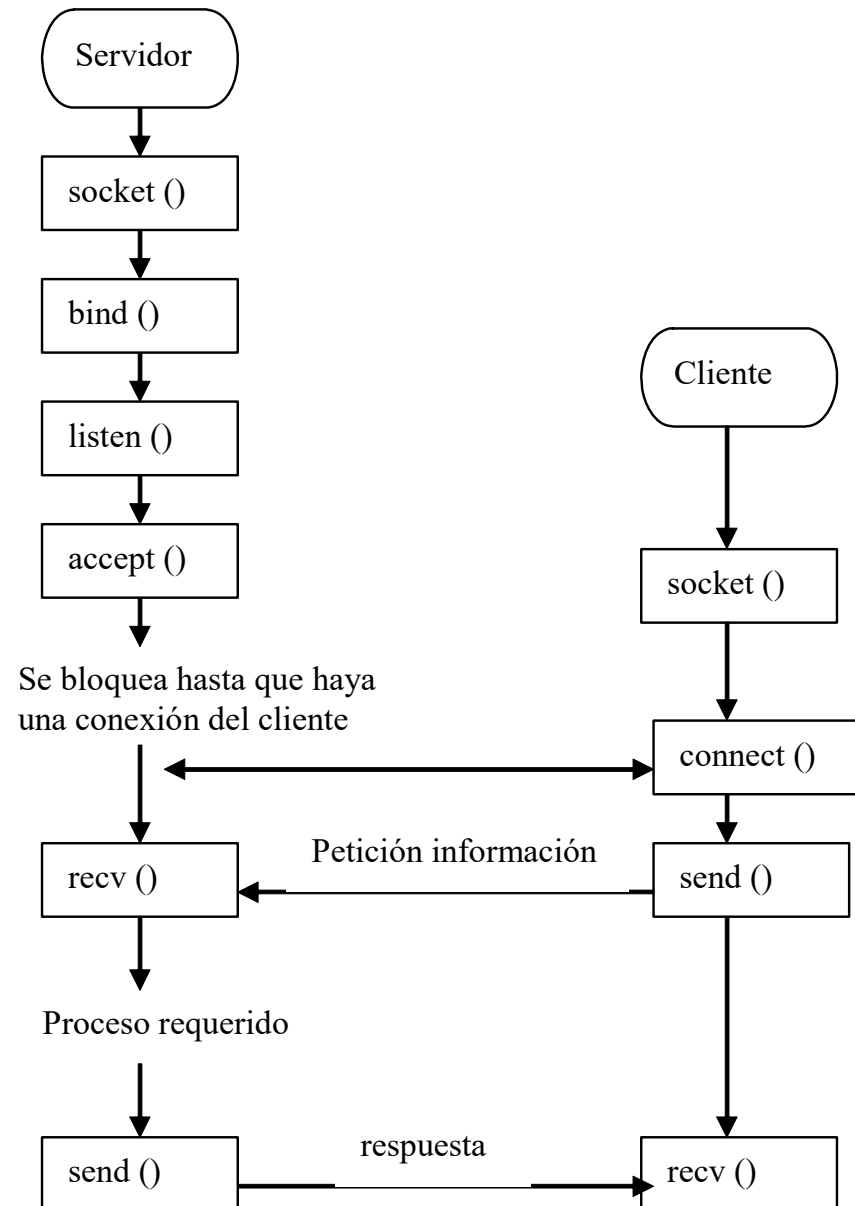 Servidor
socket ()
bind ()
listen ()
accept ()
Se bloquea hasta que haya
una conexión del cliente
recv ()
Proceso requerido
send ()
Cliente
socket ()
connect ()
send ()
recv ()
Petición información
respuesta